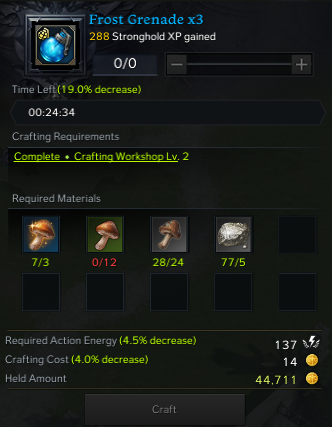 Frost Grenade x3
288 Stronghold XP gained
0/0
Time Left (19.0% decrease)
00:24:34
Crafting Requirements
Complete • Crafting Workshop Lv. 2
Required Materials
7/3 0/12 28/24 77/5
Required Action Energy (4.5% decrease) 137
Crafting Cost (4.0% decrease) 14
Held Amount 44,711
Craft